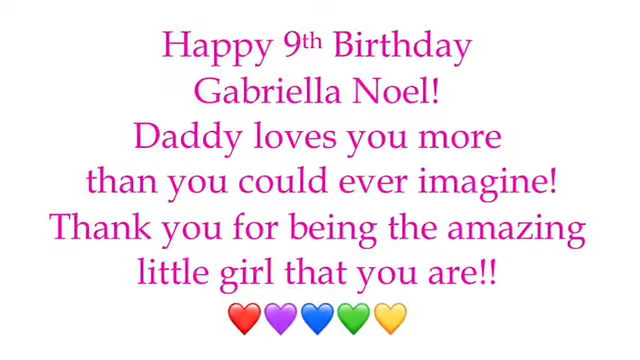 Happy 9th Birthday
Gabriella Noel!
Daddy loves you more
than you could ever imagine!
Thank you for being the amazing
little girl that you are!!
❤️💜💙💚💛